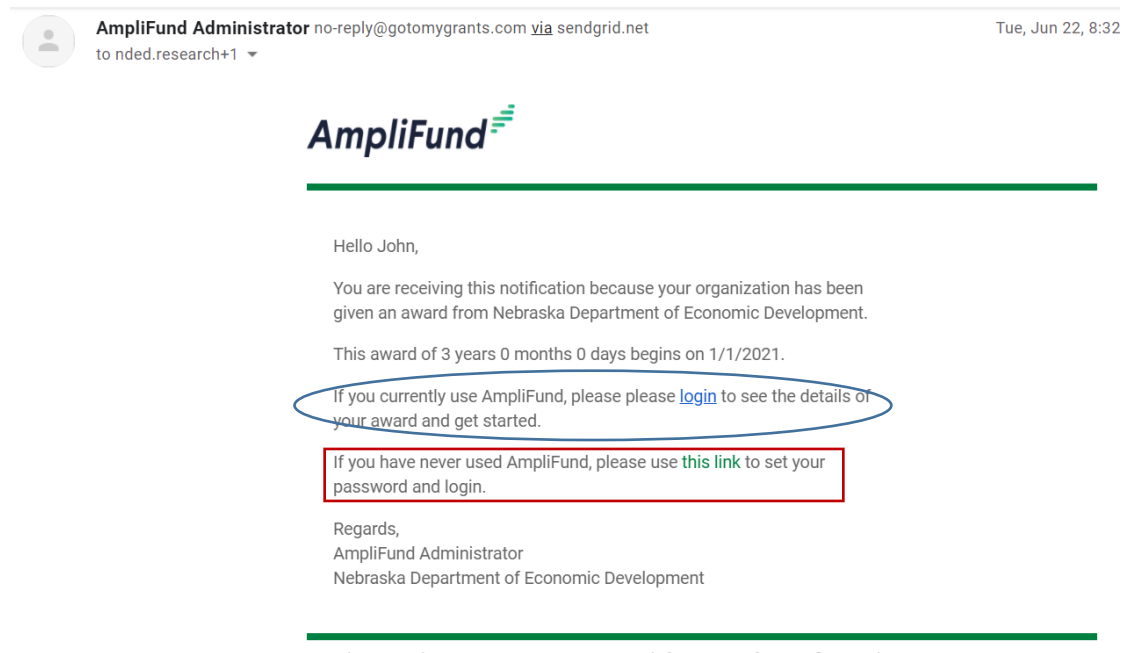 AmpliFund Administrator no-reply@gotomygrants.com via sendgrid.net Tue, Jun 22, 8:32
to nded.research+1
AmpliFund
Hello John,
You are receiving this notification because your organization has been
given an award from Nebraska Department of Economic Development.
This award of 3 years 0 months 0 days begins on 1/1/2021.
If you currently use AmpliFund, please please login to see the details of
your award and get started.
If you have never used AmpliFund, please use this link to set your
password and login.
Regards,
AmpliFund Administrator
Nebraska Department of Economic Development